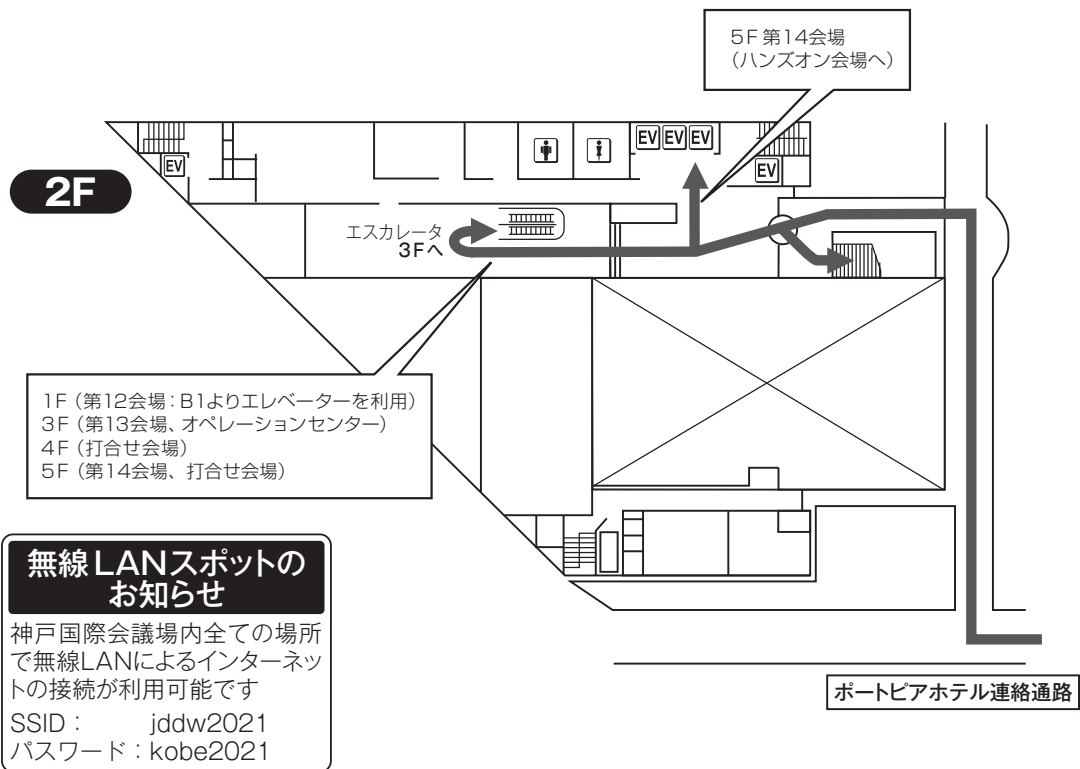 5F 第14会場
（ハンズオン会場へ）
EV EV EV
EV
EV
2F
エスカレータ
3Fへ
1F（第12会場：B1よりエレベーターを利用）
3F（第13会場、オペレーションセンター）
4F（打合せ会場）
5F（第14会場、打合せ会場）
無線LANスポットの
お知らせ
神戸国際会議場内全ての場所
で無線LANによるインターネッ
トの接続が利用可能です
SSID： jddw2021
パスワード：kobe2021
ポートピアホテル連絡通路